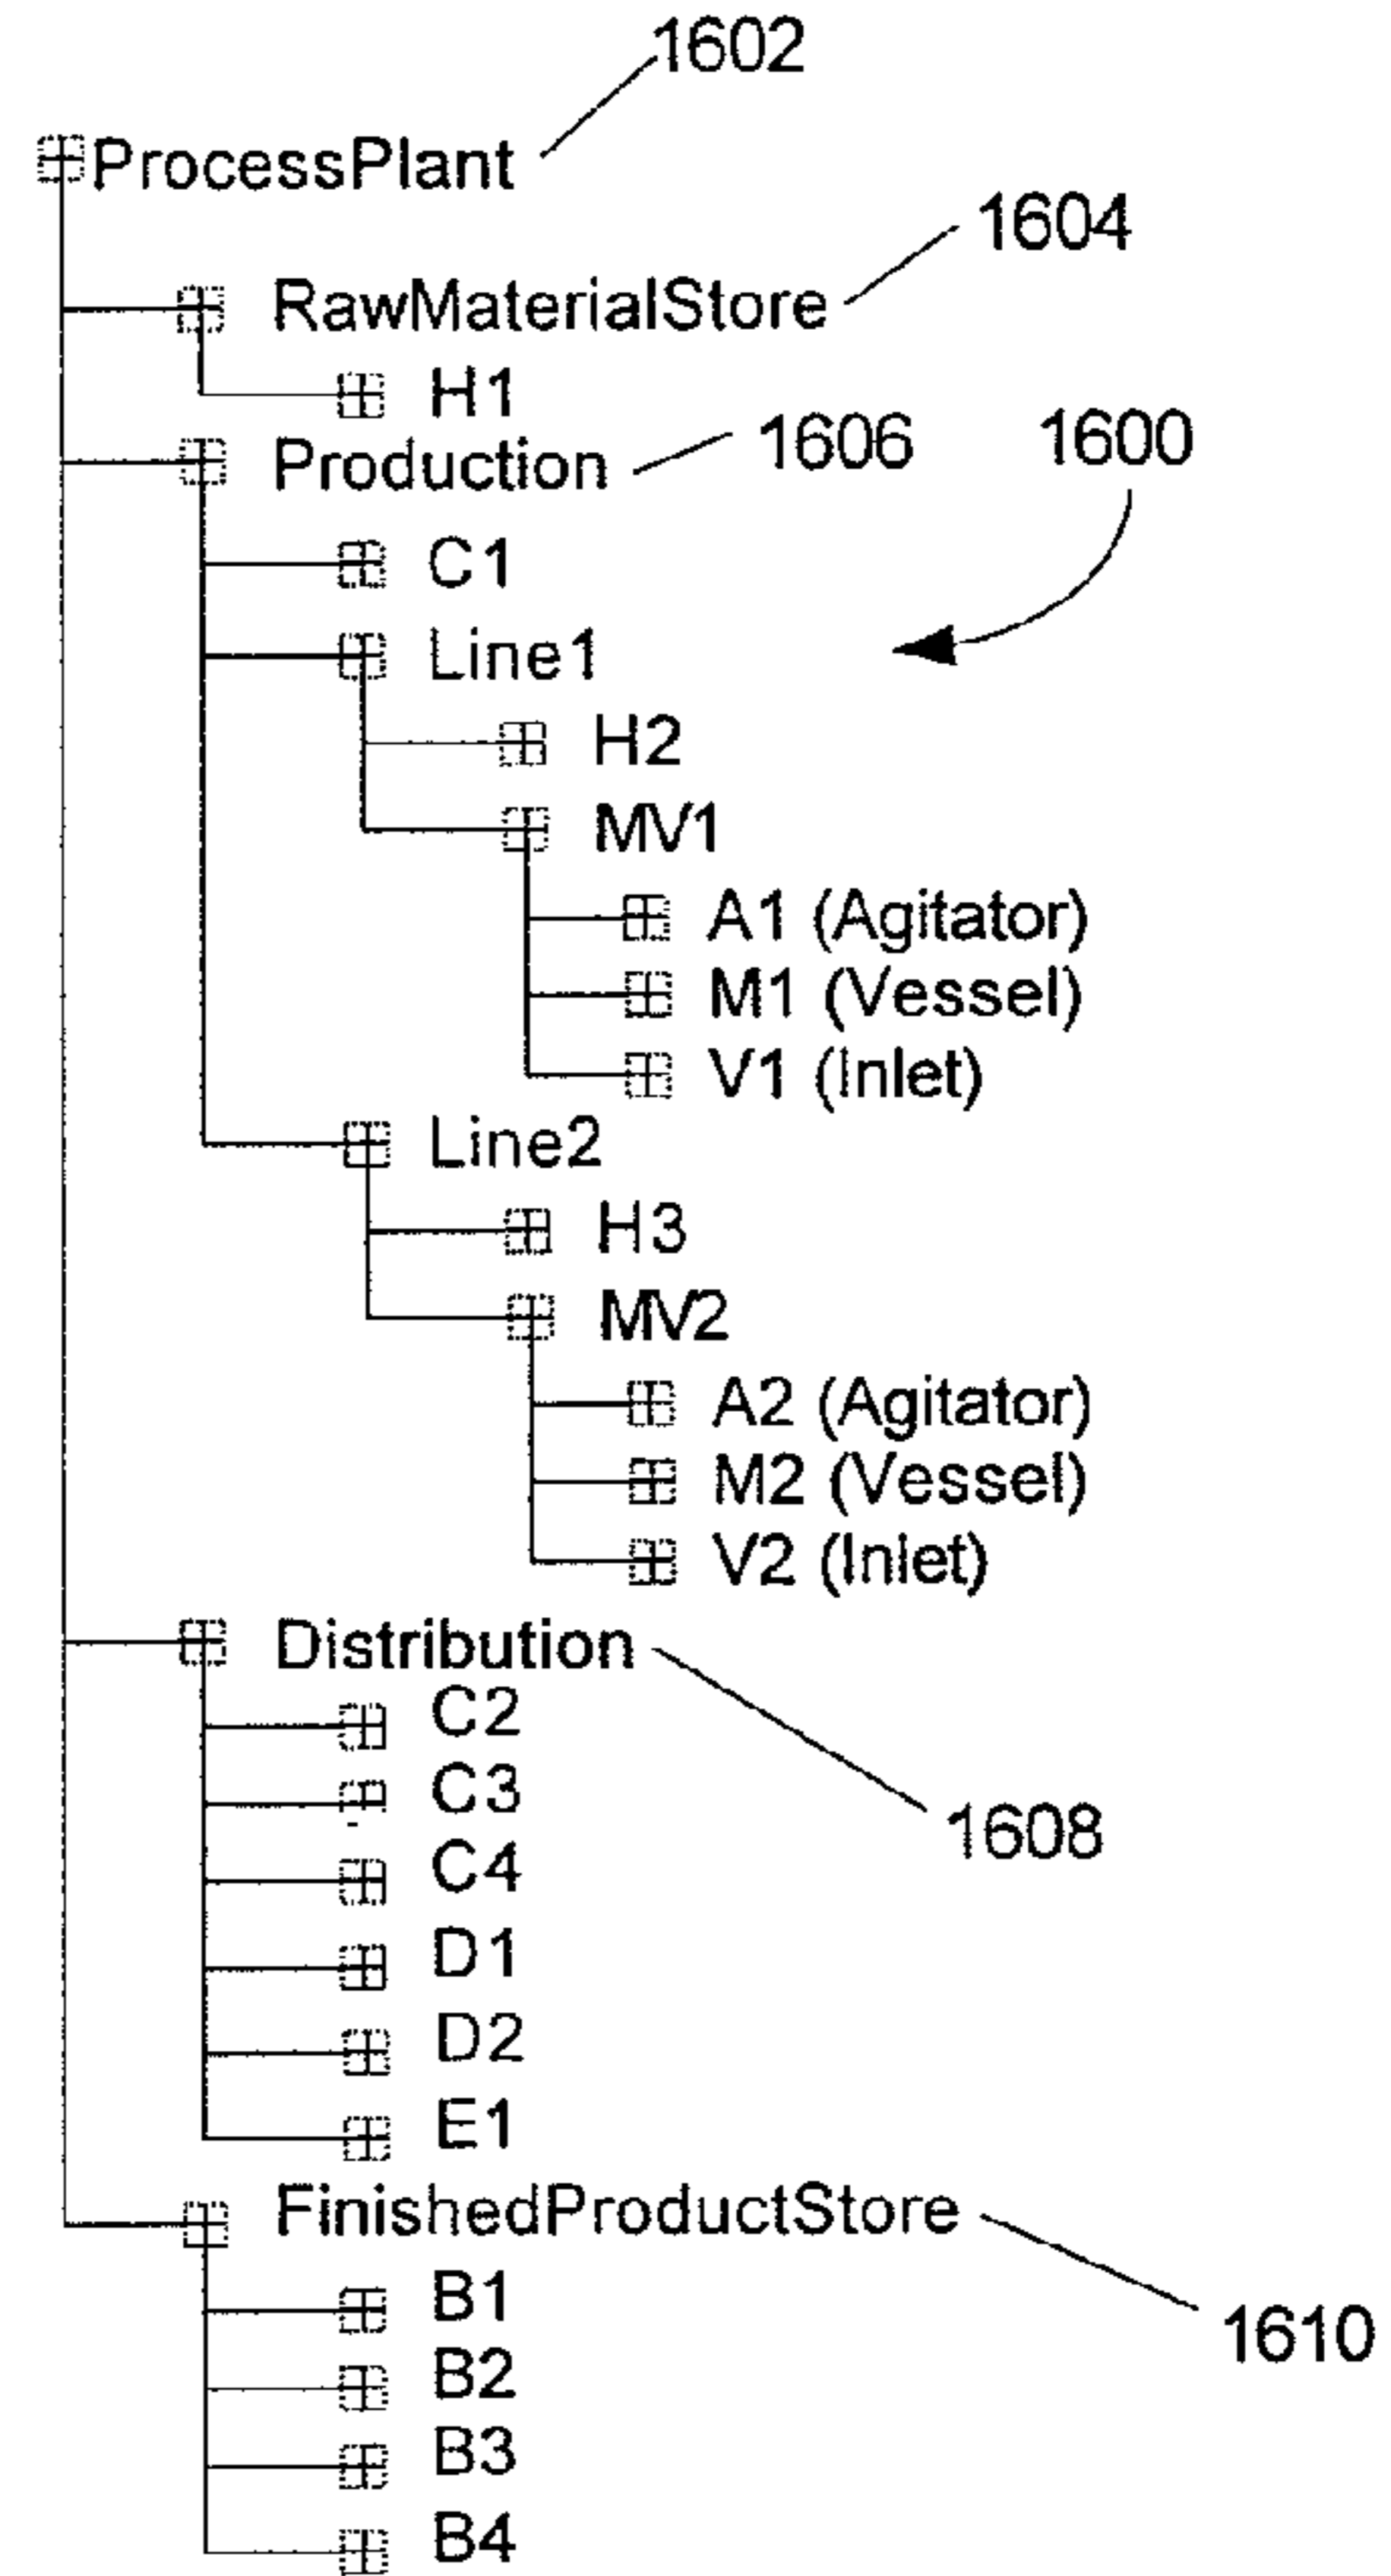 1602
ProcessPlant
1604
RawMaterialStore
H1
Production
1606
1600
C1
Line1
H2
MV1
A1 (Agitator)
M1 (Vessel)
V1 (Inlet)
Line2
H3
MV2
A2 (Agitator)
M2 (Vessel)
V2 (Inlet)
Distribution
C2
C3
1608
C4
D1
D2
E1
FinishedProductStore
B1
1610
B2
B3
B4